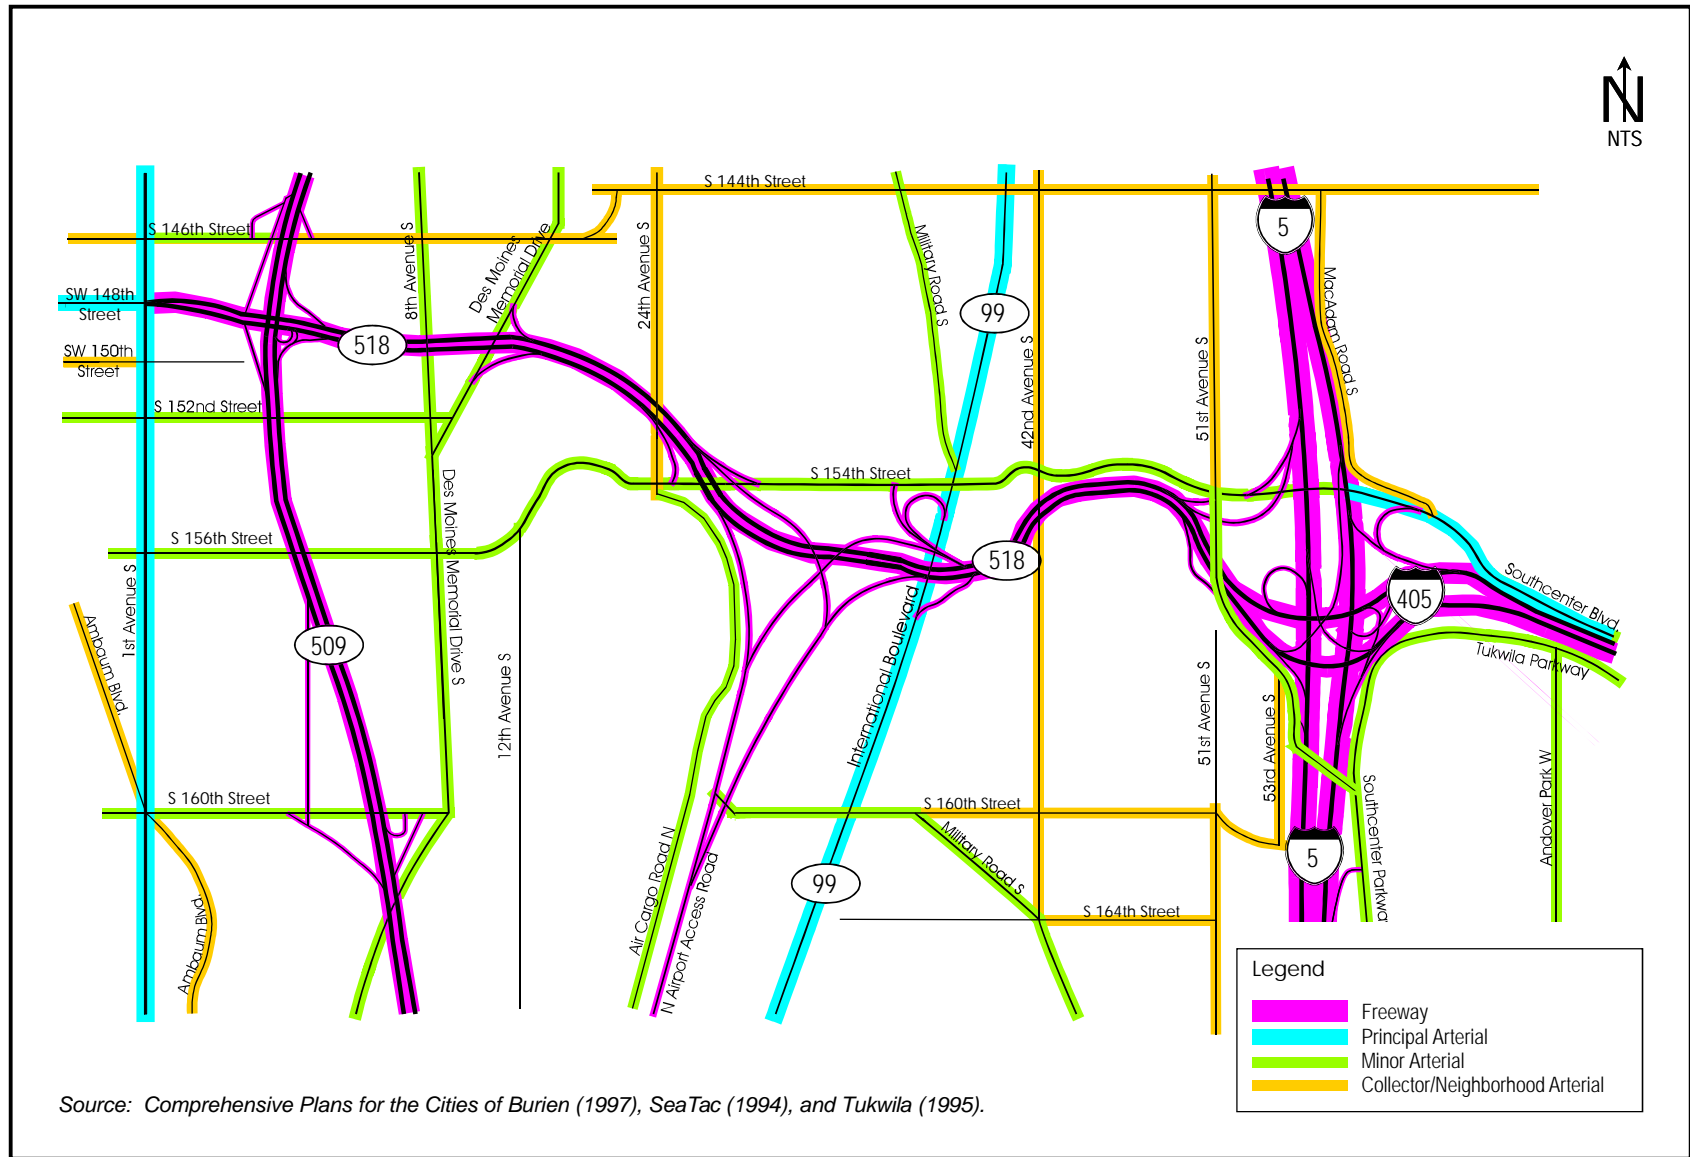 N
NTS
S 144th Street
S 146th Street
8th Avenue S
Des Moines
Memorial Drive
24th Avenue S
Military Road S
99
42nd Avenue S
51st Avenue S
5
MacAdam Road S
SW 148th
Street
518
SW 150th
Street
S 152nd Street
S 154th Street
S 156th Street
Des Moines Memorial Drive S
518
405
Southcenter Blvd.
Tukwila Parkway
Ambaum Blvd.
1st Avenue S
509
12th Avenue S
International Boulevard
51st Avenue S
53rd Avenue S
Andover Park W
Southcenter Parkway
S 160th Street
S 160th Street
Military Road S
5
99
Air Cargo Road N
N Airport Access Road
S 164th Street
Ambaum Blvd.
Legend
Freeway
Principal Arterial
Minor Arterial
Collector/Neighborhood Arterial
Source: Comprehensive Plans for the Cities of Burien (1997), SeaTac (1994), and Tukwila (1995).